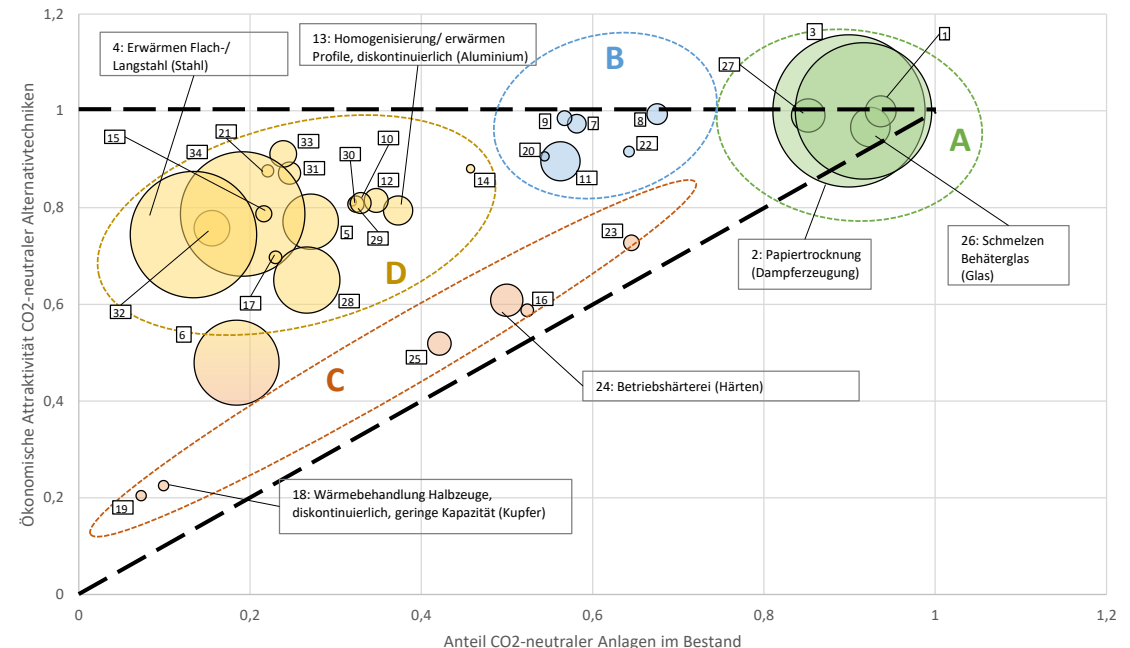 1,2
1
0,8
0,6
0,4
0,2
0
0
0,2
0,4
0,6
0,8
1
1,2
Ökonomische Attraktivität CO2-neutraler Alternativtechniken
Anteil CO2-neutraler Anlagen im Bestand
4: Erwärmen Flach-/
Langstahl (Stahl)
13: Homogenisierung/ erwärmen
Profile, diskontinuierlich (Aluminium)
B
3
1
27
A
9
7
8
20
22
11
15
21
33
34
31
30
10
12
14
5
29
D
17
28
32
6
23
2: Papiertrocknung
(Dampferzeugung)
26: Schmelzen
Behäterglas
(Glas)
16
25
C
24: Betriebshärterei (Härten)
18: Wärmebehandlung Halbzeuge,
diskontinuierlich, geringe Kapazität (Kupfer)
19